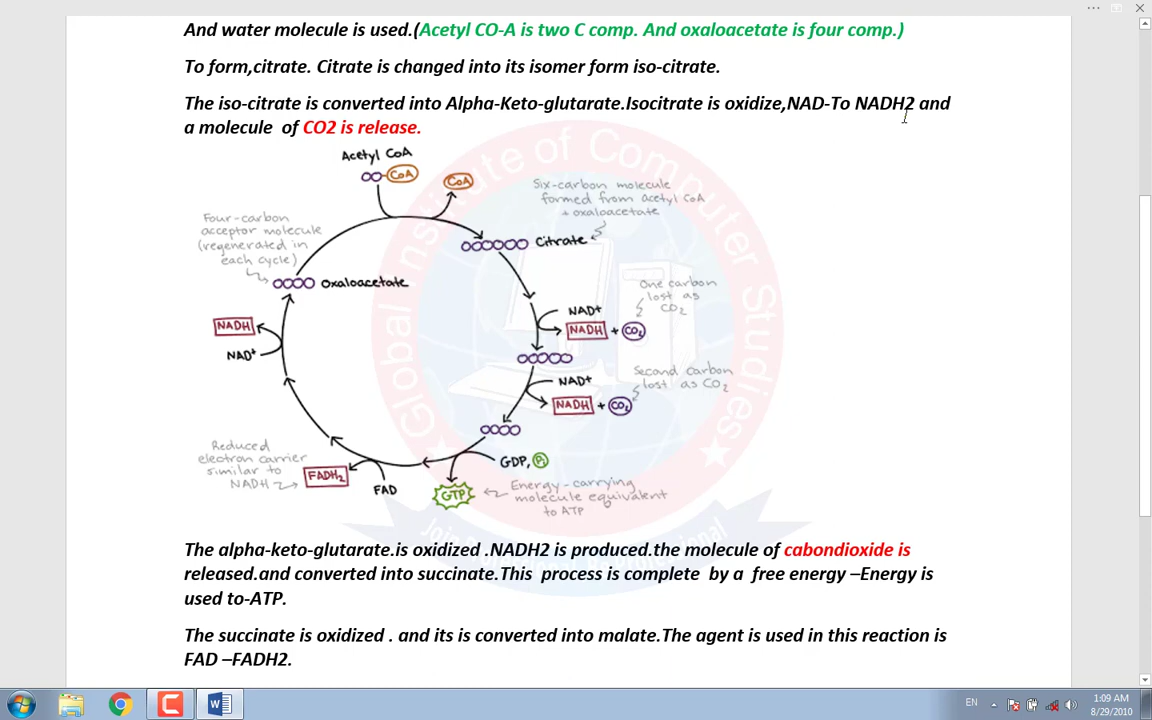 And water molecule is used.(Acetyl CO-A is two C comp. And oxaloacetate is four comp.)
To form,citrate. Citrate is changed into its isomer form iso-citrate.
The iso-citrate is converted into Alpha-Keto-glutarate.Isocitrate is oxidize,NAD-To NADH2 and
a molecule of CO2 is release.
Acetyl CoA
CoA
CoA
Six-carbon molecule
formed from Acetyl CoA
+ oxaloacetate
Four-carbon
acceptor molecule
(regenerated in
each cycle)
Citrate
Oxaloacetate
One carbon
lost as
CO2
NAD+
NADH + CO2
NADH
NAD+
Second carbon
lost as CO2
NAD+
NADH + CO2
Reduced
electron carrier
similar to
NADH
FADH2
FAD
GDP, Pi
GTP
Energy-carrying
molecule equivalent
to ATP
Global Institute of Computer Studies
The alpha-keto-glutarate.is oxidized .NADH2 is produced.the molecule of cabondioxide is
released.and converted into succinate.This process is complete by a free energy –Energy is
used to-ATP.
The succinate is oxidized . and its is converted into malate.The agent is used in this reaction is
FAD –FADH2.
EN
1:09 AM
8/29/2010